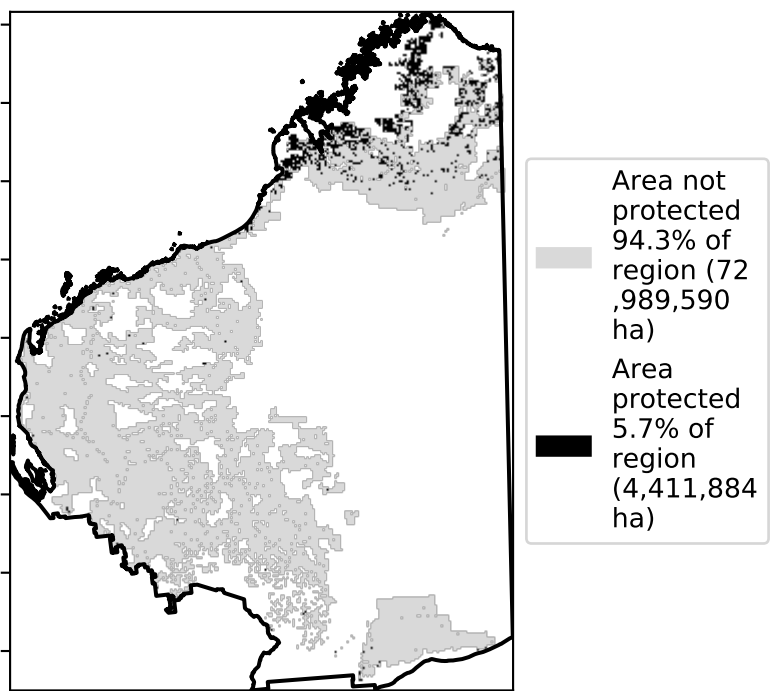 Area not
protected
94.3% of
region (72
,989,590
ha)
Area
protected
5.7% of
region
(4,411,884
ha)